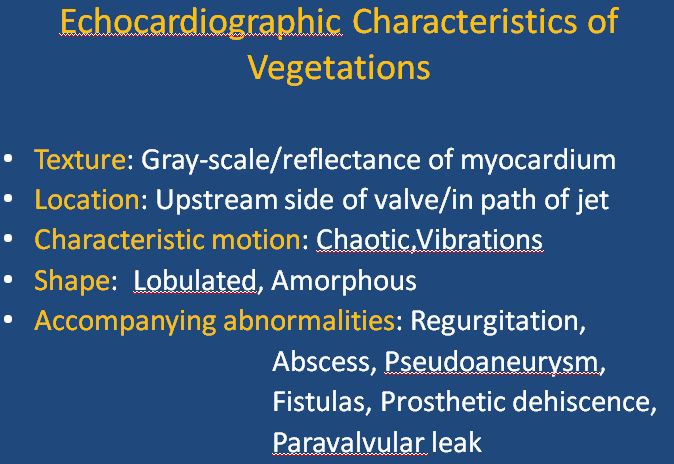 Echocardiographic Characteristics of
Vegetations
• Texture: Gray-scale/reflectance of myocardium
• Location: Upstream side of valve/in path of jet
• Characteristic motion: Chaotic,Vibrations
• Shape: Lobulated, Amorphous
• Accompanying abnormalities: Regurgitation,
Abscess, Pseudoaneurysm,
Fistulas, Prosthetic dehiscence,
Paravalvular leak